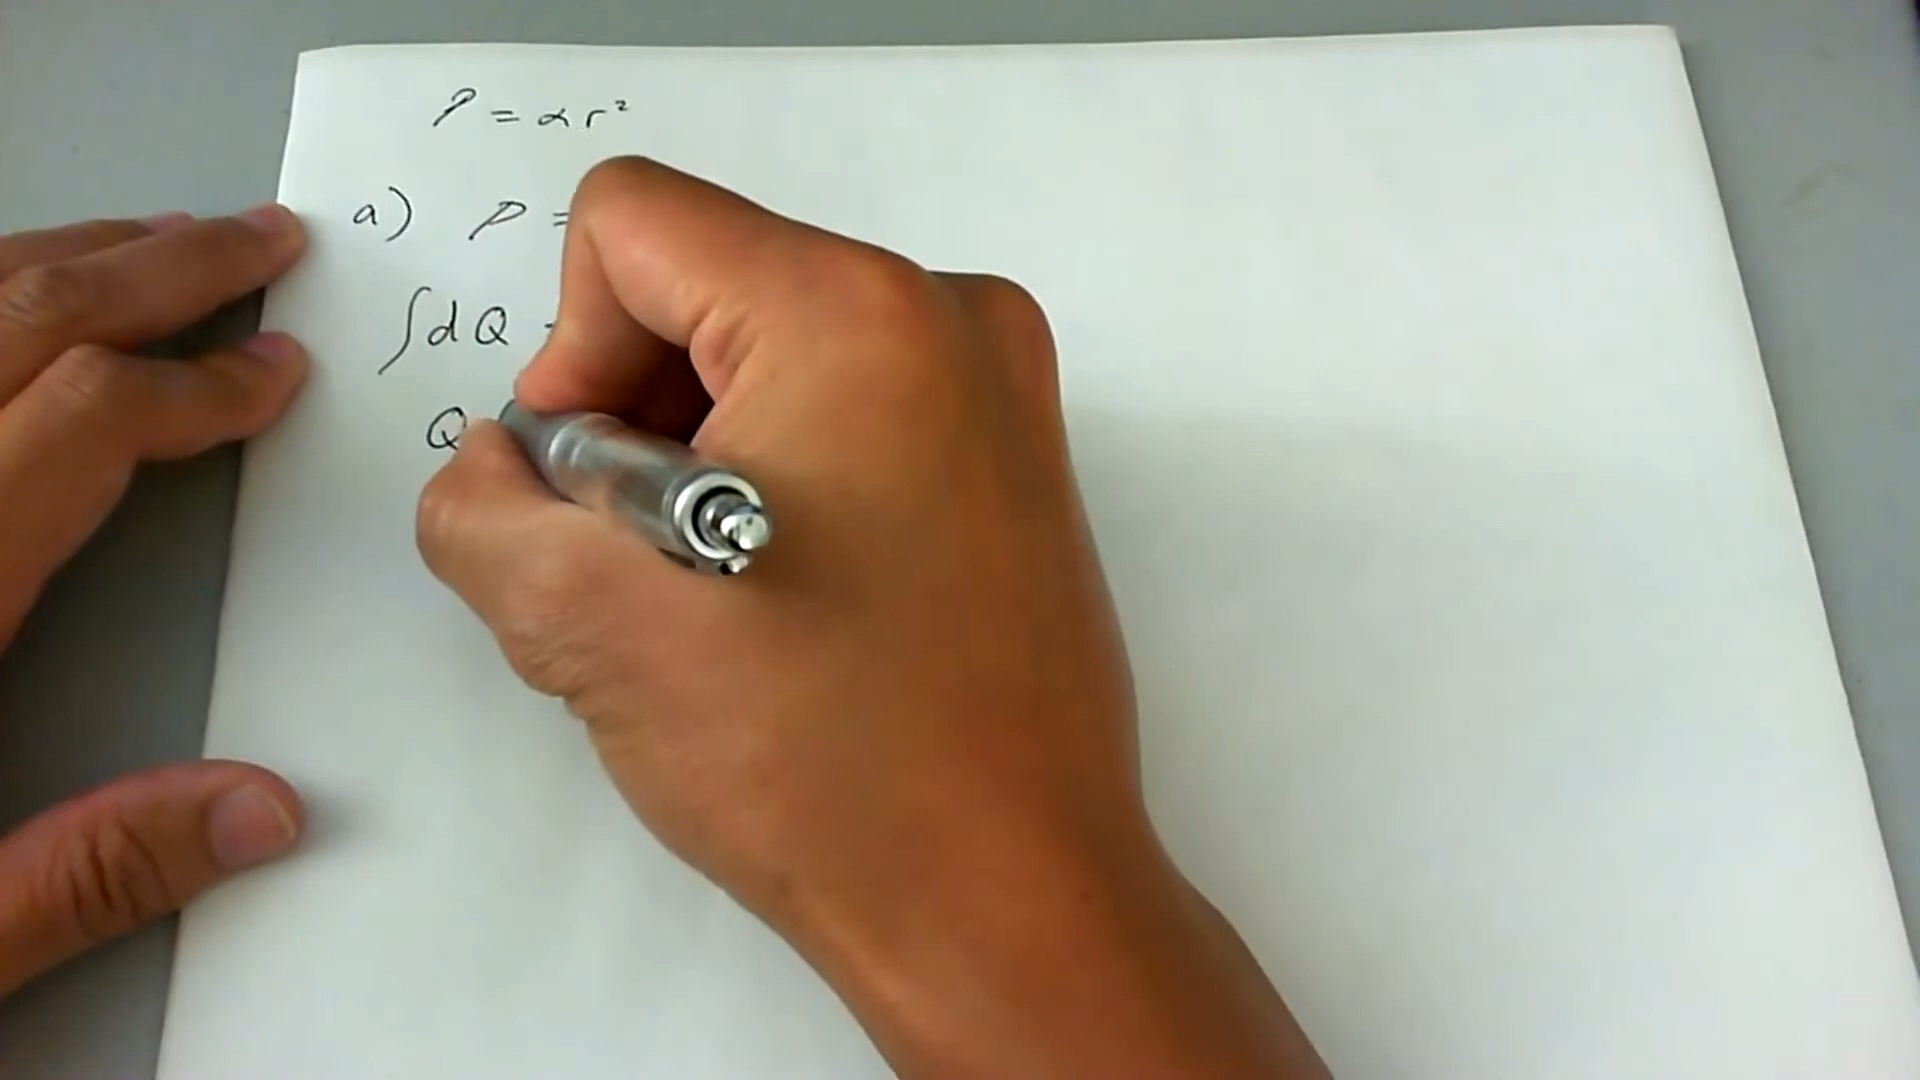 ρ = αr²
a) ρ =
∫dQ
Q